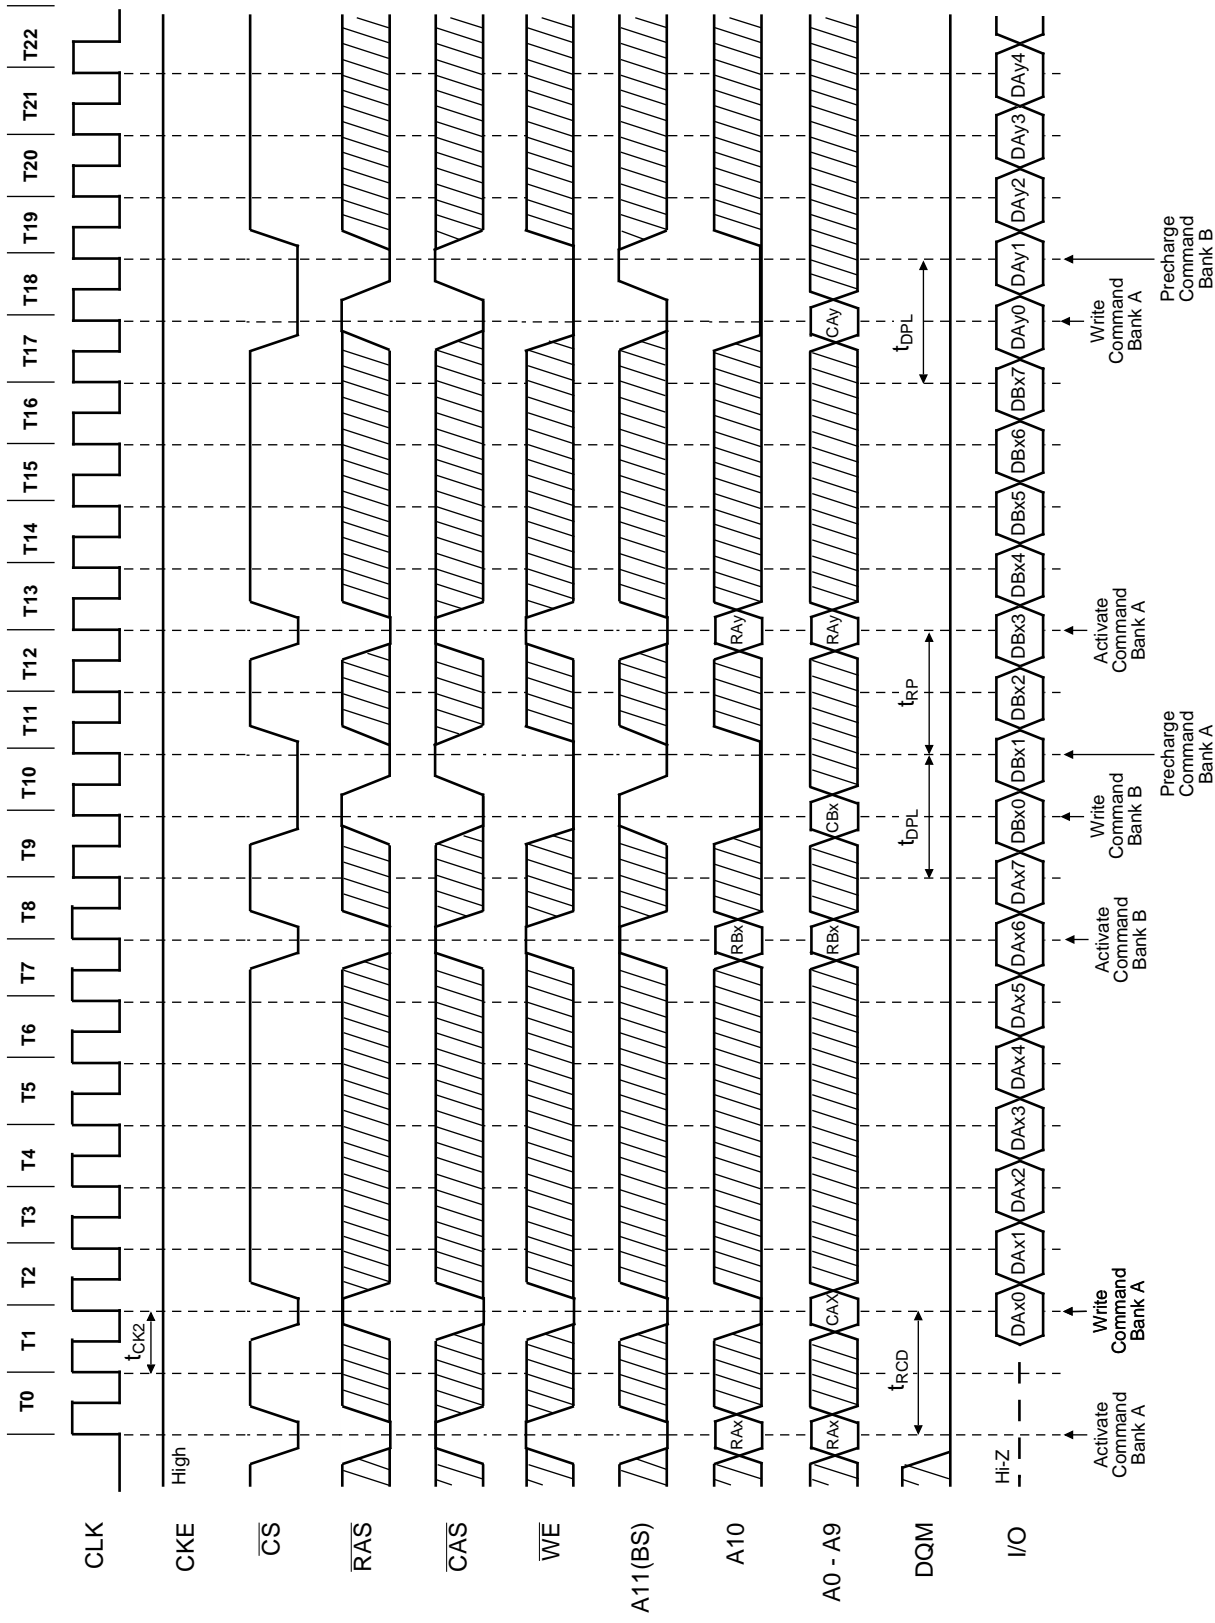 T0 T1 T2 T3 T4 T5 T6 T7 T8 T9 T10 T11 T12 T13 T14 T15 T16 T17 T18 T19 T20 T21 T22
CLK
tCK2
CKE
High
CS
RAS
CAS
WE
A11(BS)
A10
RAx RBx RAy
A0 - A9
RAx CAX RBx CBx RAy CAy
DQM
tRCD tDPL tRP tDPL
I/O
Hi-Z
DAx0 DAx1 DAx2 DAx3 DAx4 DAx5 DAx6 DAx7 DBx0 DBx1 DBx2 DBx3 DBx4 DBx5 DBx6 DBx7 DAy0 DAy1 DAy2 DAy3 DAy4
Activate
Command
Bank A
Write
Command
Bank A
Activate
Command
Bank B
Write
Command
Bank B
Precharge
Command
Bank A
Activate
Command
Bank A
Write
Command
Bank A
Precharge
Command
Bank B